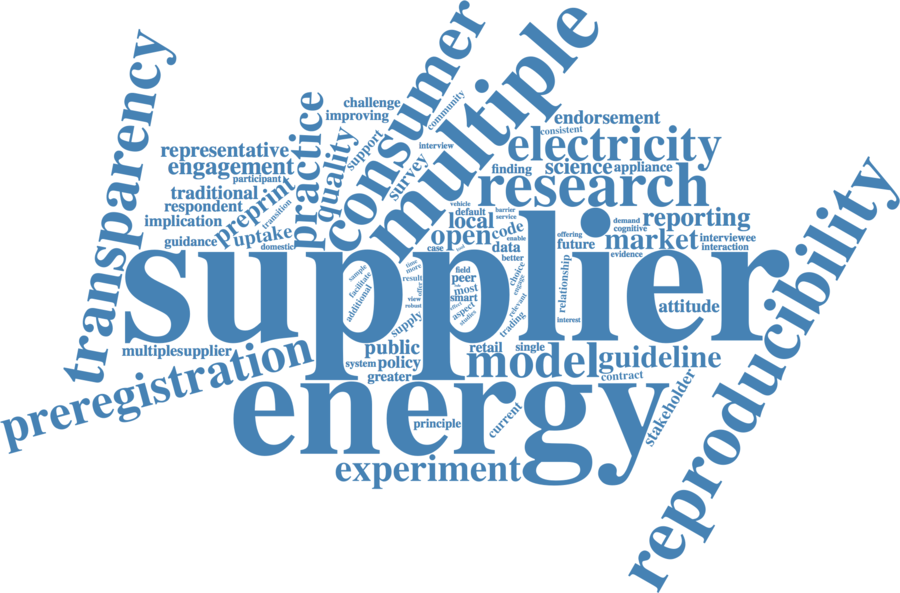 consumer
multiple
transparency
practice
challenge
improving
community
endorsement
consistent
electricity
quality
support
interview
representative
engagement
participant
survey
finding
science
appliance
research
traditional
preprint
transition
respondent
implication
uptake
guidance
domestic
vehicle
default
barrier
service
local
code
open
enable
data
case
better
demand
cognitive
reporting
offering
future
market
interviewee
interaction
evidence
reproducibility
supplier
sample
facilitate
additional
time
more
result
offer
view
robust
supply
field
peer
most
smart
effect
aspect
studies
choice
engage
relevant
trading
relationship
interest
attitude
multiplesupplier
preregistration
public
system
policy
greater
retail
single
model
guideline
contract
stakeholder
energy
principle
current
experiment